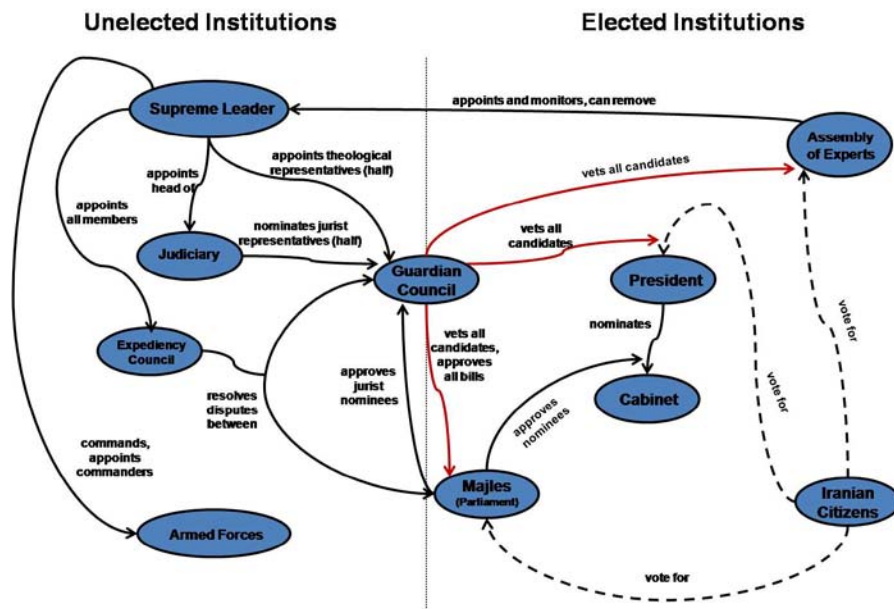 Unelected Institutions
Elected Institutions
Supreme Leader
appoints and monitors, can remove
Assembly
of Experts
appoints theological
representatives (half)
appoints
head of
appoints
all members
vets all candidates
nominates jurist
representatives (half)
Judiciary
vets all
candidates
Guardian
Council
President
nominates
vote for
Expediency
Council
vets all
candidates,
approves
all bills
approves
jurist
nominees
resolves
disputes
between
Cabinet
approves
nominees
vote for
commands,
appoints
commanders
Majles
(Parliament)
Iranian
Citizens
Armed Forces
vote for